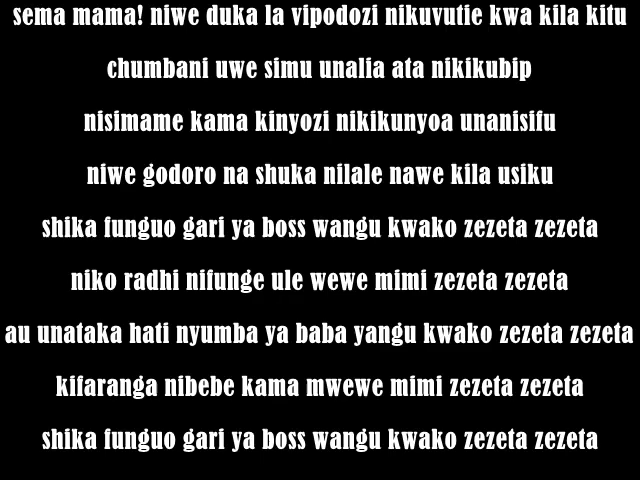 sema mama! niwe duka la vipodozi nikuvutie kwa kila kitu
chumbani uwe simu unalia ata nikikubip
nisimame kama kinyozi nikikunyoa unanisifu
niwe godoro na shuka nilale nawe kila usiku
shika funguo gari ya boss wangu kwako zezeta zezeta
niko radhi nifunge ule wewe mimi zezeta zezeta
au unataka hati nyumba ya baba yangu kwako zezeta zezeta
kifaranga nibebe kama mwewe mimi zezeta zezeta
shika funguo gari ya boss wangu kwako zezeta zezeta